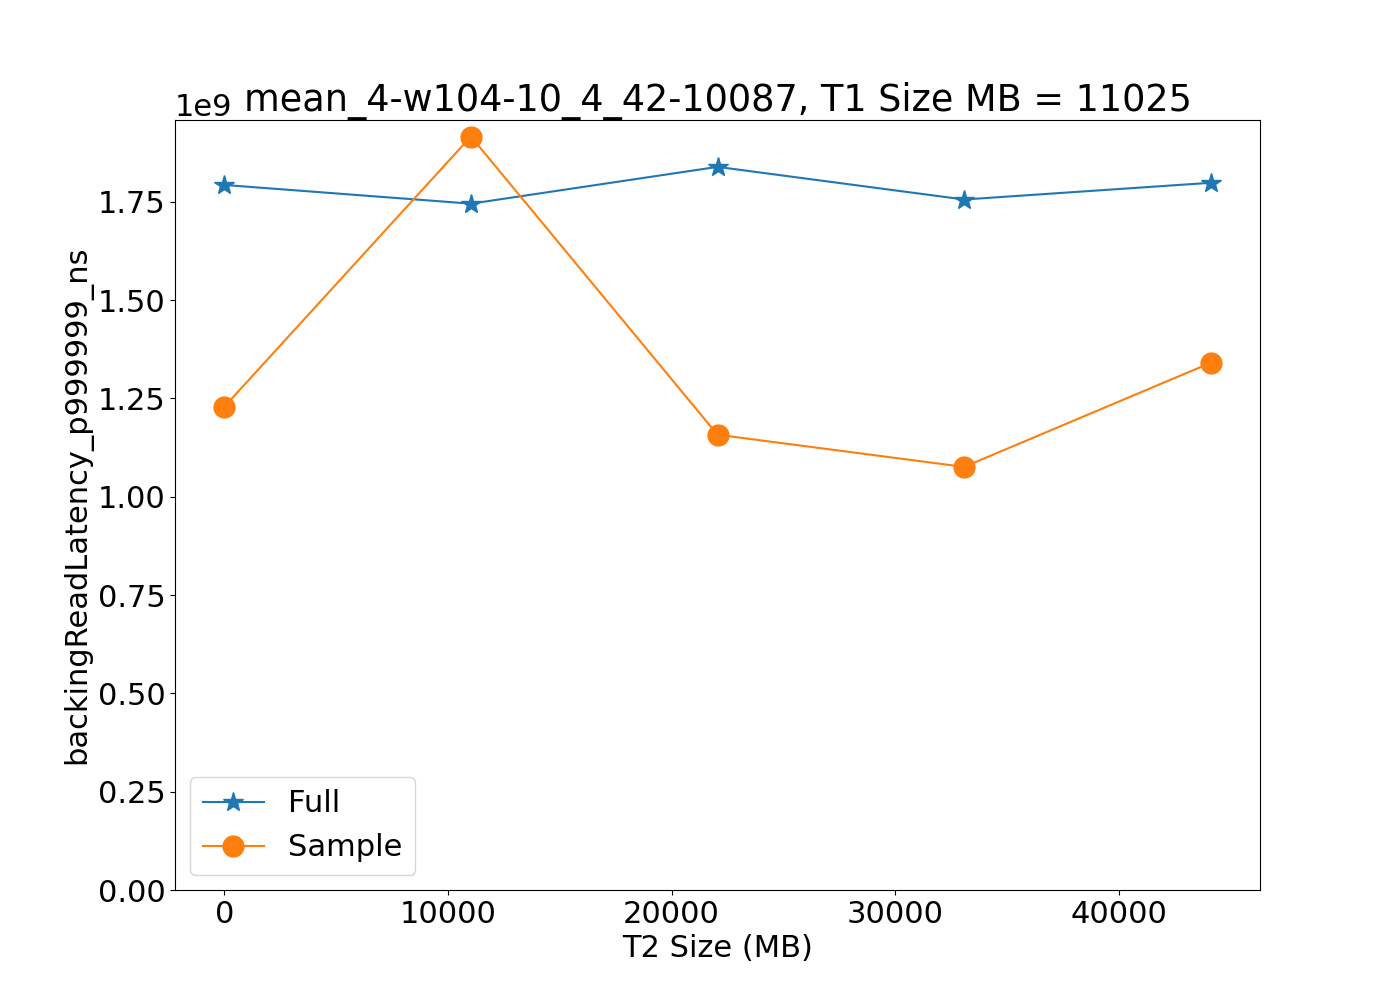 1e9 mean_4-w104-10_4_42-10087, T1 Size MB = 11025
backingReadLatency_p999999_ns
1.75
1.50
1.25
1.00
0.75
0.50
0.25
0.00
Full
Sample
0 10000 20000 30000 40000
T2 Size (MB)